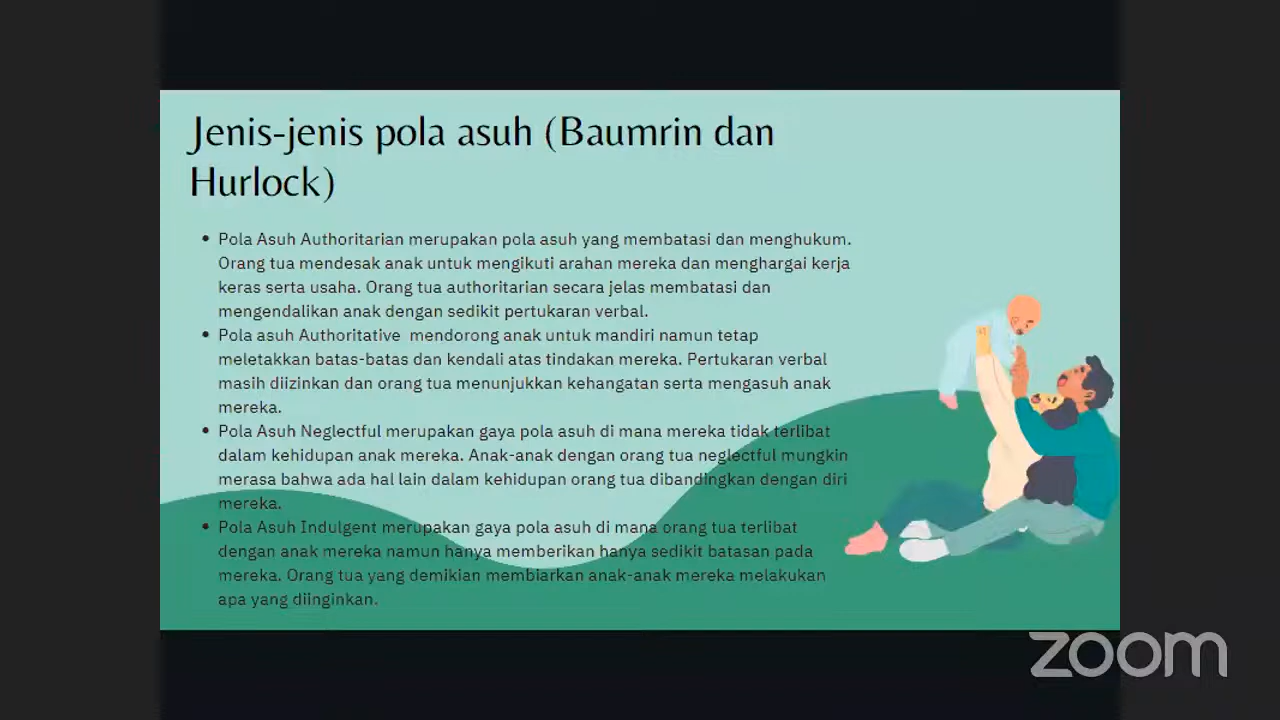 Jenis-jenis pola asuh (Baumrin dan
Hurlock)
• Pola Asuh Authoritarian merupakan pola asuh yang membatasi dan menghukum.
Orang tua mendesak anak untuk mengikuti arahan mereka dan menghargai kerja
keras serta usaha. Orang tua authoritarian secara jelas membatasi dan
mengendalikan anak dengan sedikit pertukaran verbal.
• Pola asuh Authoritative mendorong anak untuk mandiri namun tetap
meletakkan batas-batas dan kendali atas tindakan mereka. Pertukaran verbal
masih diizinkan dan orang tua menunjukkan kehangatan serta mengasuh anak
mereka.
• Pola Asuh Neglectful merupakan gaya pola asuh di mana mereka tidak terlibat
dalam kehidupan anak mereka. Anak-anak dengan orang tua neglectful mungkin
merasa bahwa ada hal lain dalam kehidupan orang tua dibandingkan dengan diri
mereka.
• Pola Asuh Indulgent merupakan gaya pola asuh di mana orang tua terlibat
dengan anak mereka namun hanya memberikan hanya sedikit batasan pada
mereka. Orang tua yang demikian membiarkan anak-anak mereka melakukan
apa yang diinginkan.
zoom